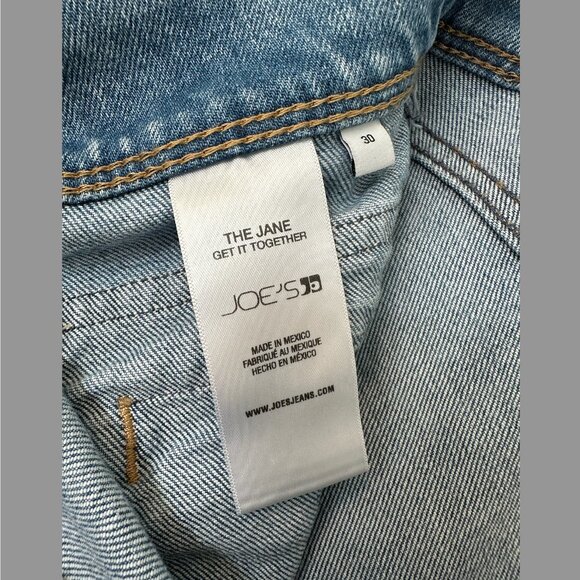 30
THE JANE
GET IT TOGETHER
JOE'S
MADE IN MEXICO
FABRIQUÉ AU MEXIQUE
HECHO EN MÉXICO
WWW.JOESJEANS.COM